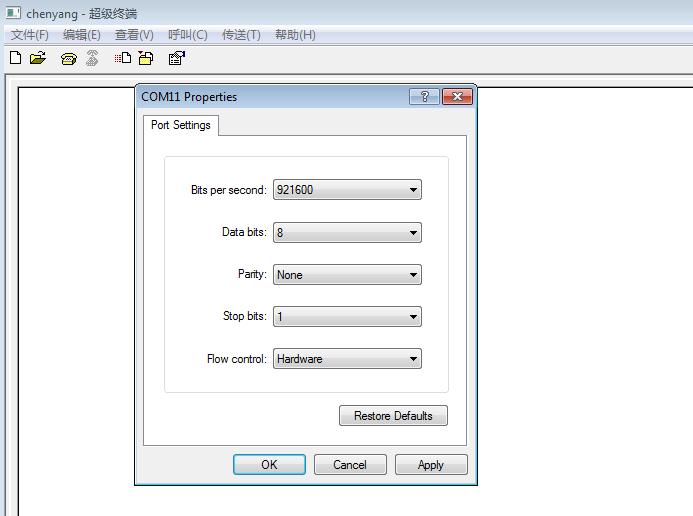 chenyang - 超级终端
文件(F) 编辑(E) 查看(V) 呼叫(C) 传送(T) 帮助(H)
COM11 Properties
Port Settings
Bits per second: 921600
Data bits: 8
Parity: None
Stop bits: 1
Flow control: Hardware
Restore Defaults
OK Cancel Apply